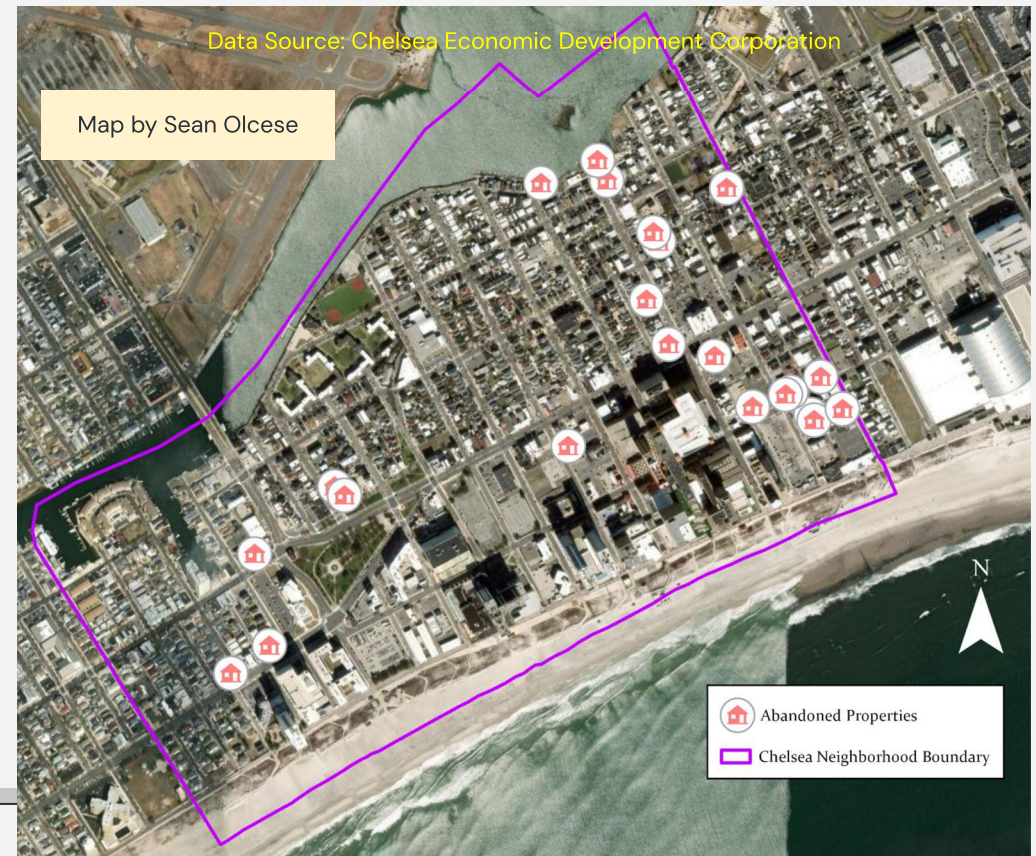 Data Source: Chelsea Economic Development Corporation
Map by Sean Olcese
N
Abandoned Properties
Chelsea Neighborhood Boundary